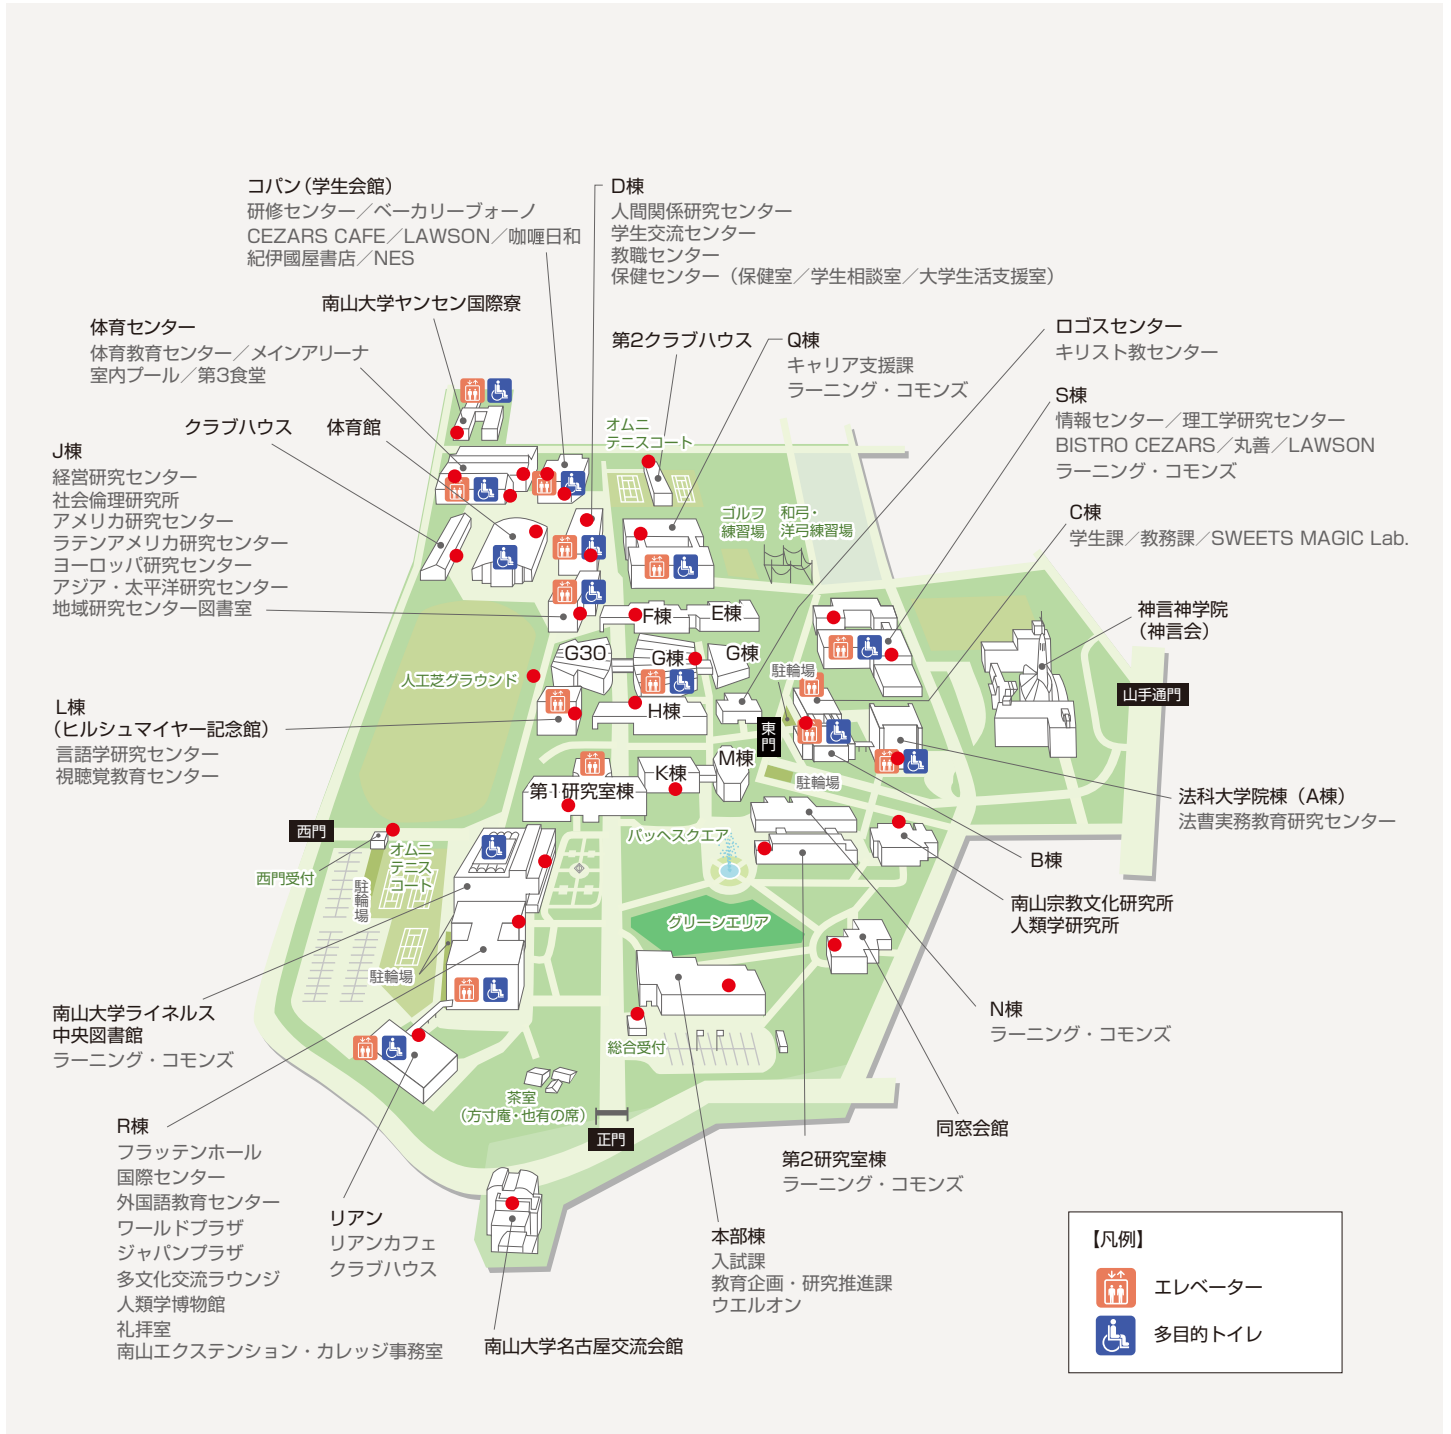 コパン（学生会館）
研修センター／ベーカリーブォーノ
CEZARS CAFE／LAWSON／咖喱日和
紀伊國屋書店／NES
D棟
人間関係研究センター
学生交流センター
教職センター
保健センター（保健室／学生相談室／大学生活支援室）
南山大学ヤンセン国際寮
体育センター
体育教育センター／メインアリーナ
室内プール／第3食堂
第2クラブハウス
Q棟
キャリア支援課
ラーニング・コモンズ
ロゴスセンター
キリスト教センター
S棟
情報センター／理工学研究センター
BISTRO CEZARS／丸善／LAWSON
ラーニング・コモンズ
クラブハウス
体育館
オムニ
テニスコート
J棟
経営研究センター
社会倫理研究所
アメリカ研究センター
ラテンアメリカ研究センター
ヨーロッパ研究センター
アジア・太平洋研究センター
地域研究センター図書室
ゴルフ
練習場
和弓・
洋弓練習場
C棟
学生課／教務課／SWEETS MAGIC Lab.
神言神学院
（神言会）
F棟
E棟
G30
G棟
G棟
駐輪場
人工芝グラウンド
山手通門
L棟
（ヒルシュマイヤー記念館）
言語学研究センター
視聴覚教育センター
H棟
東門
M棟
K棟
第1研究室棟
駐輪場
法科大学院棟（A棟）
法曹実務教育研究センター
西門
オムニ
テニス
コート
西門受付
駐輪場
パッヘスクエア
B棟
南山宗教文化研究所
人類学研究所
グリーンエリア
駐輪場
南山大学ライネルス
中央図書館
ラーニング・コモンズ
N棟
ラーニング・コモンズ
総合受付
茶室
（方寸庵・也有の席）
正門
R棟
フラッテンホール
国際センター
外国語教育センター
ワールドプラザ
ジャパンプラザ
多文化交流ラウンジ
人類学博物館
礼拝室
南山エクステンション・カレッジ事務室
リアン
リアンカフェ
クラブハウス
同窓会館
第2研究室棟
ラーニング・コモンズ
本部棟
入試課
教育企画・研究推進課
ウエルオン
南山大学名古屋交流会館
【凡例】
エレベーター
多目的トイレ